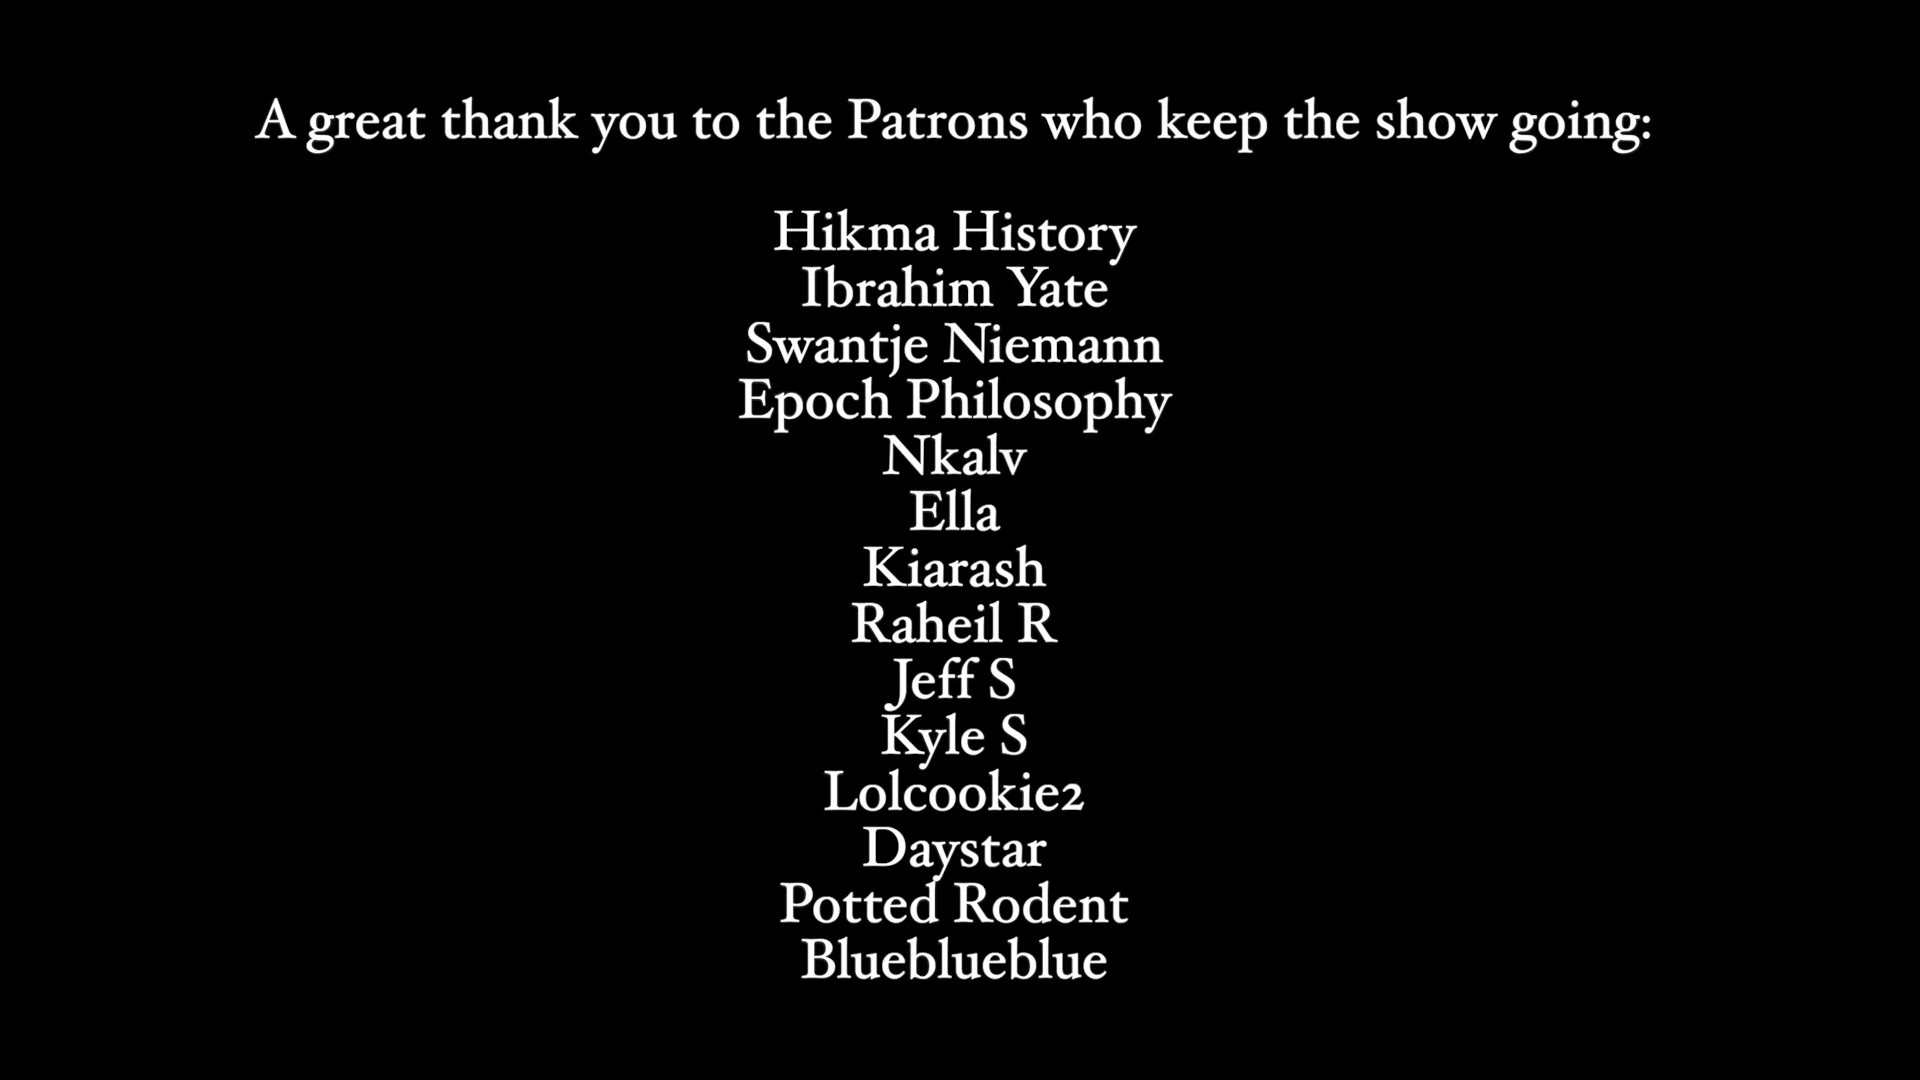 A great thank you to the Patrons who keep the show going:
Hikma History
Ibrahim Yate
Swantje Niemann
Epoch Philosophy
Nkalv
Ella
Kiarash
Raheil R
Jeff S
Kyle S
Lolcookie2
Daystar
Potted Rodent
Blueblueblue